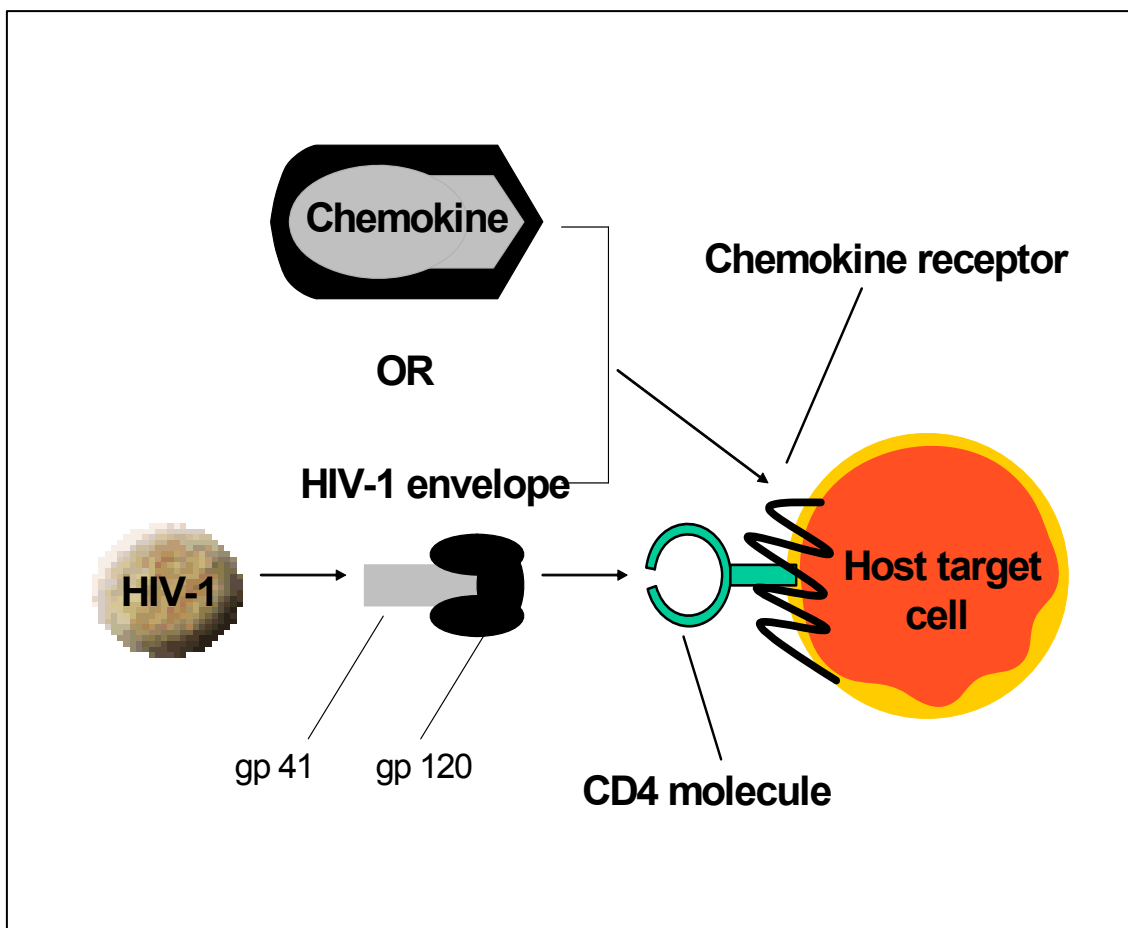 Chemokine
Chemokine receptor
OR
HIV-1 envelope
HIV-1
Host target
cell
gp 41
gp 120
CD4 molecule